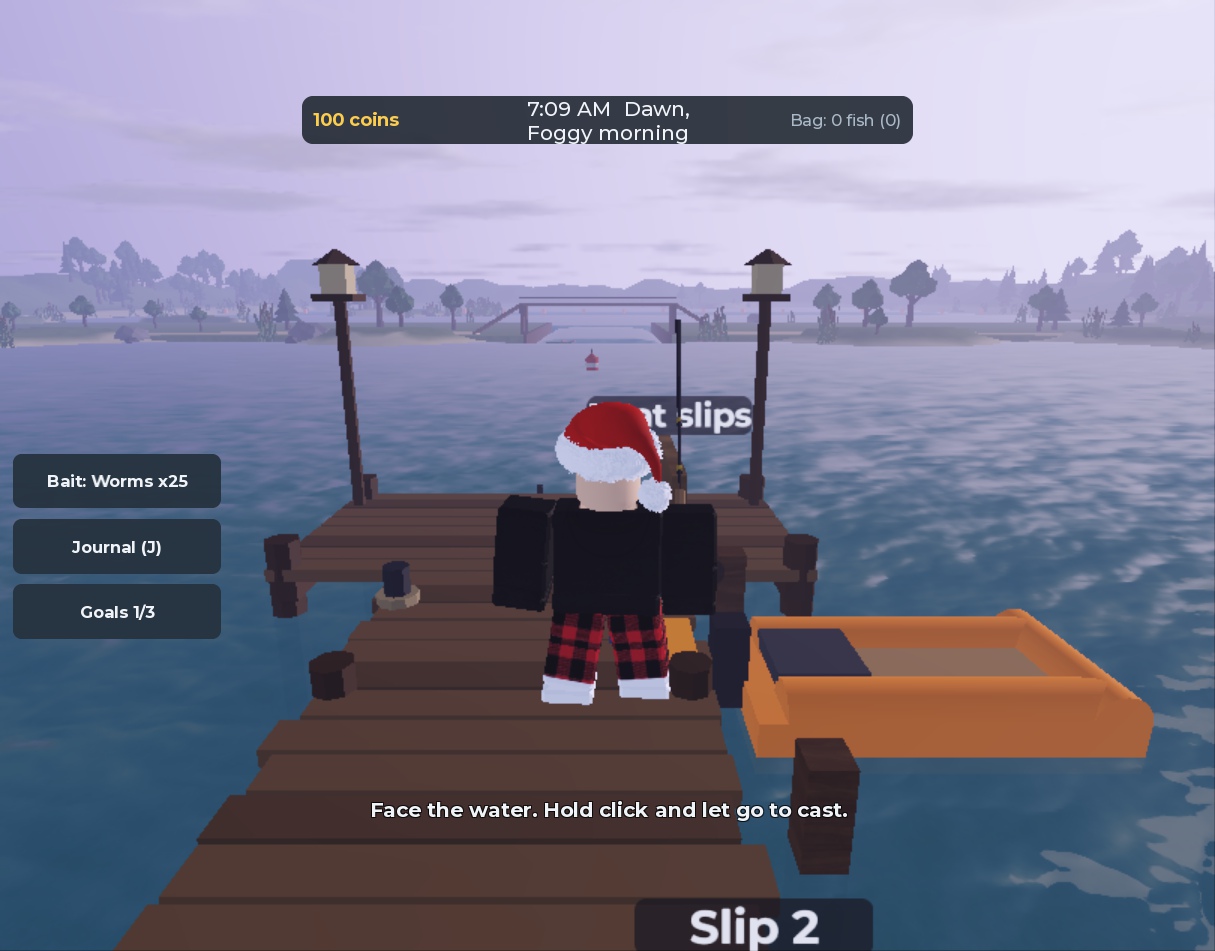 100 coins
7:09 AM Dawn,
Foggy morning
Bag: 0 fish (0)
slips
Bait: Worms x25
Journal (J)
Goals 1/3
Face the water. Hold click and let go to cast.
Slip 2